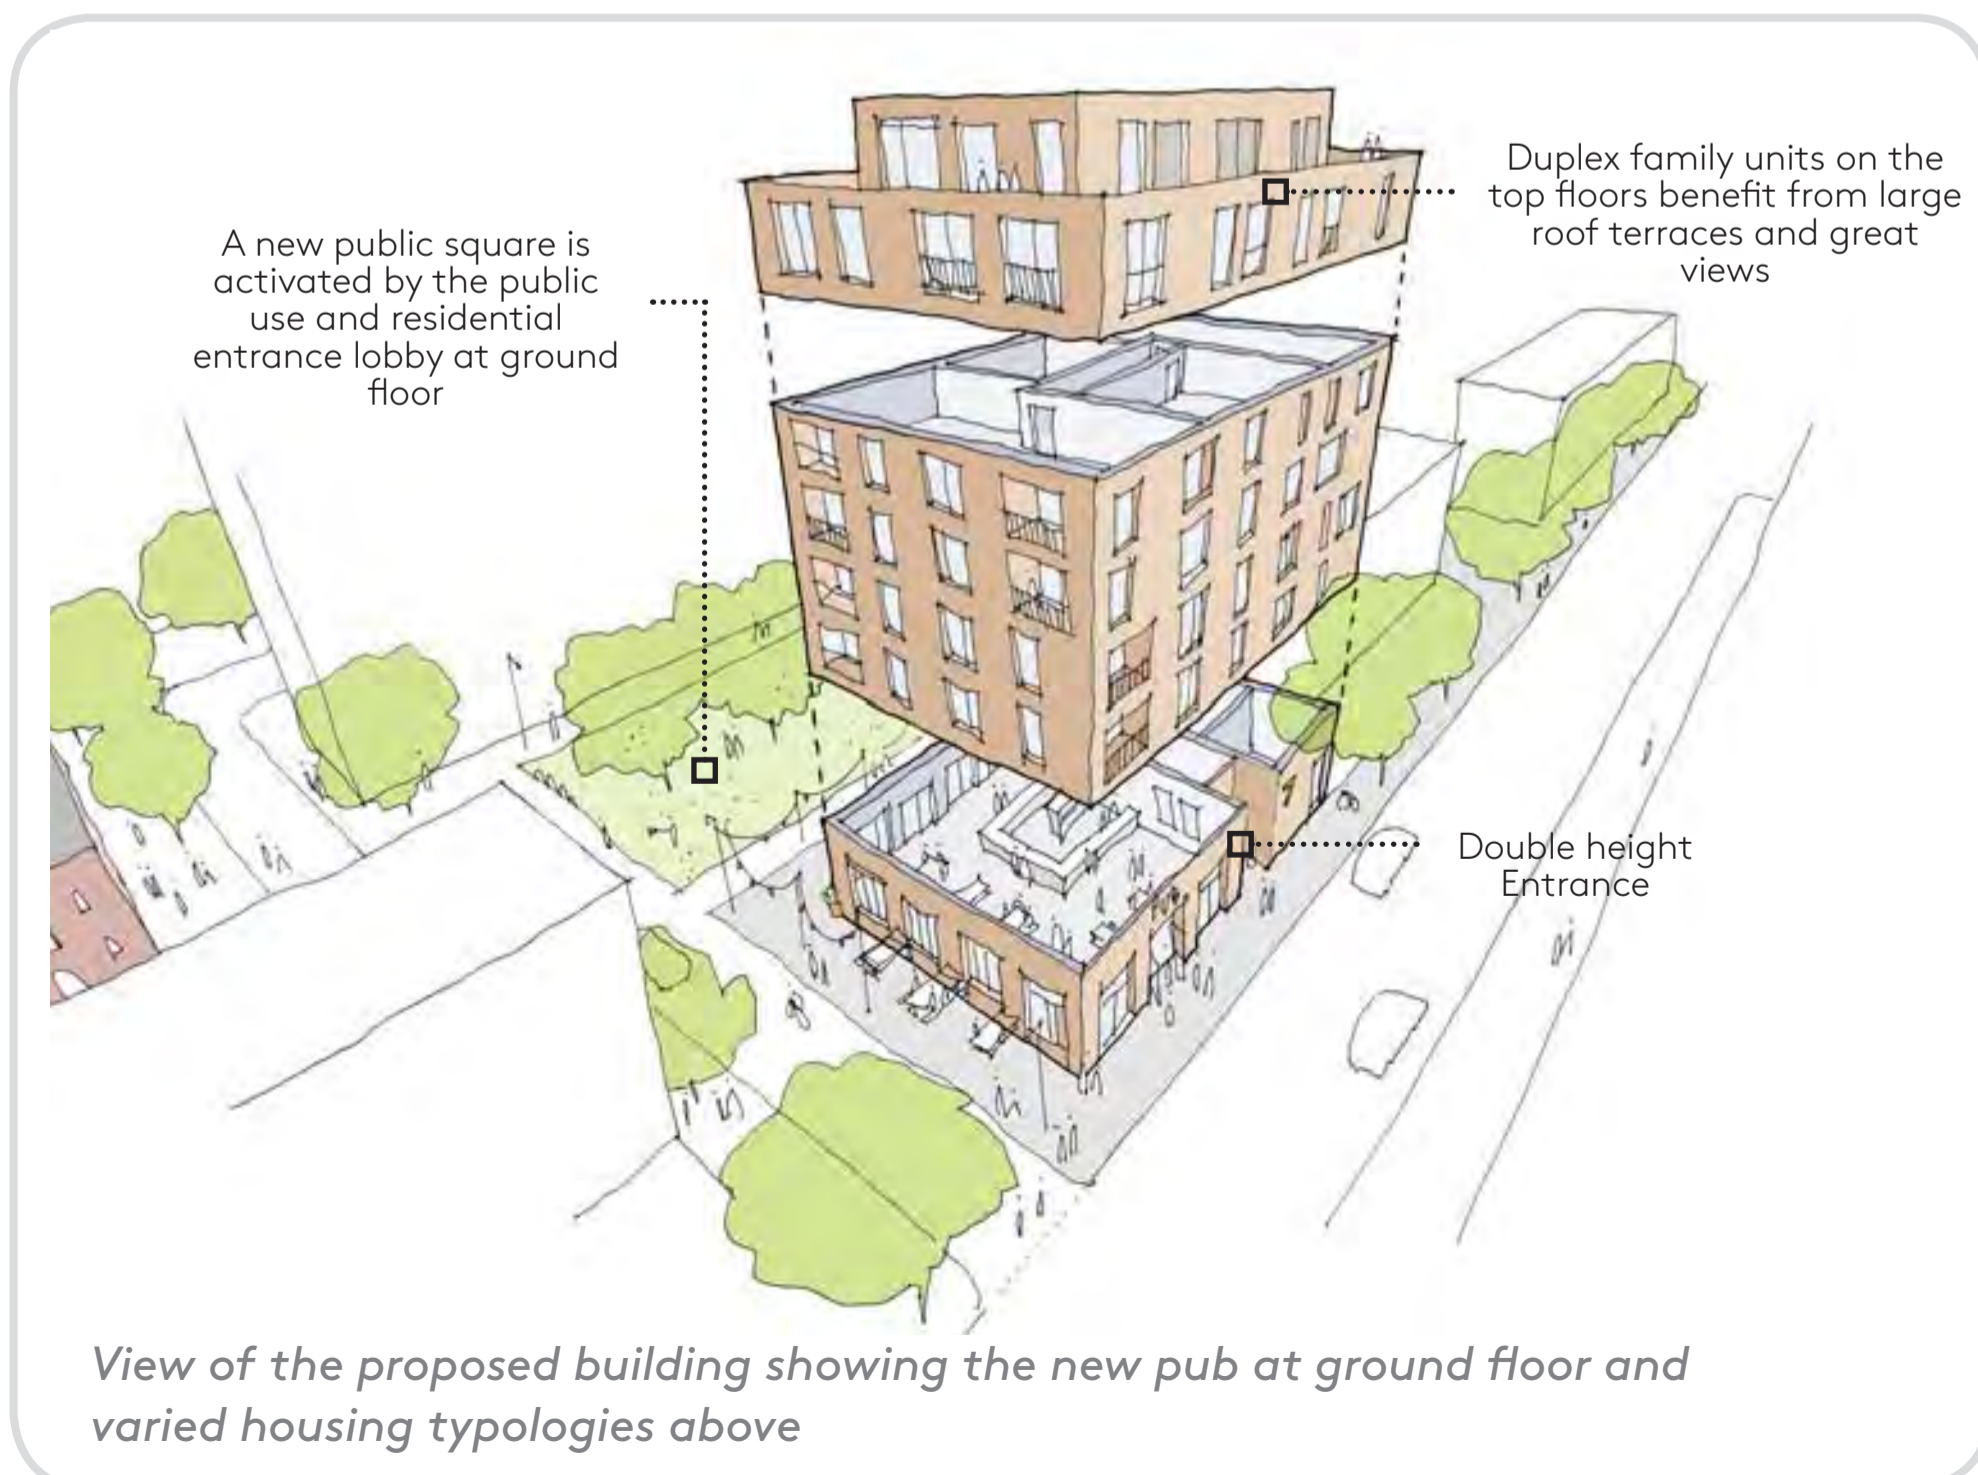 Duplex family units on the
top floors benefit from large
roof terraces and great
views
A new public square is
activated by the public
use and residential
entrance lobby at ground
floor
Double height
Entrance
View of the proposed building showing the new pub at ground floor and
varied housing typologies above